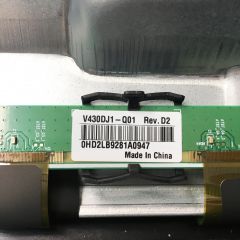 V430DJ1-Q01 Rev.D2
0HD2LB9281A0947
Made In China